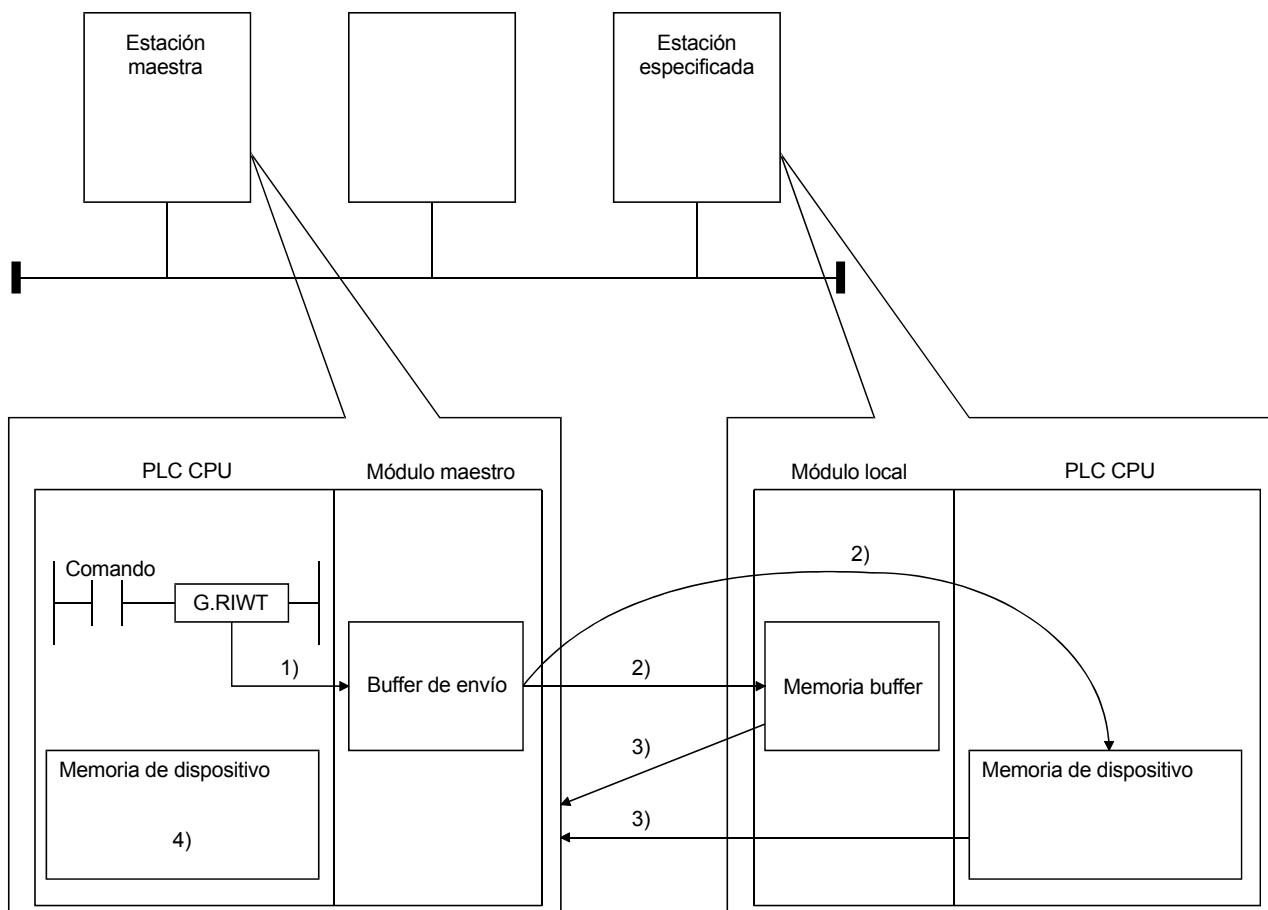 Estación
maestra
Estación
especificada
PLC CPU
Módulo maestro
Módulo local
PLC CPU
Comando
G.RIWT
1)
Buffer de envío
2)
2)
Memoria buffer
3)
Memoria de dispositivo
4)
3)
Memoria de dispositivo